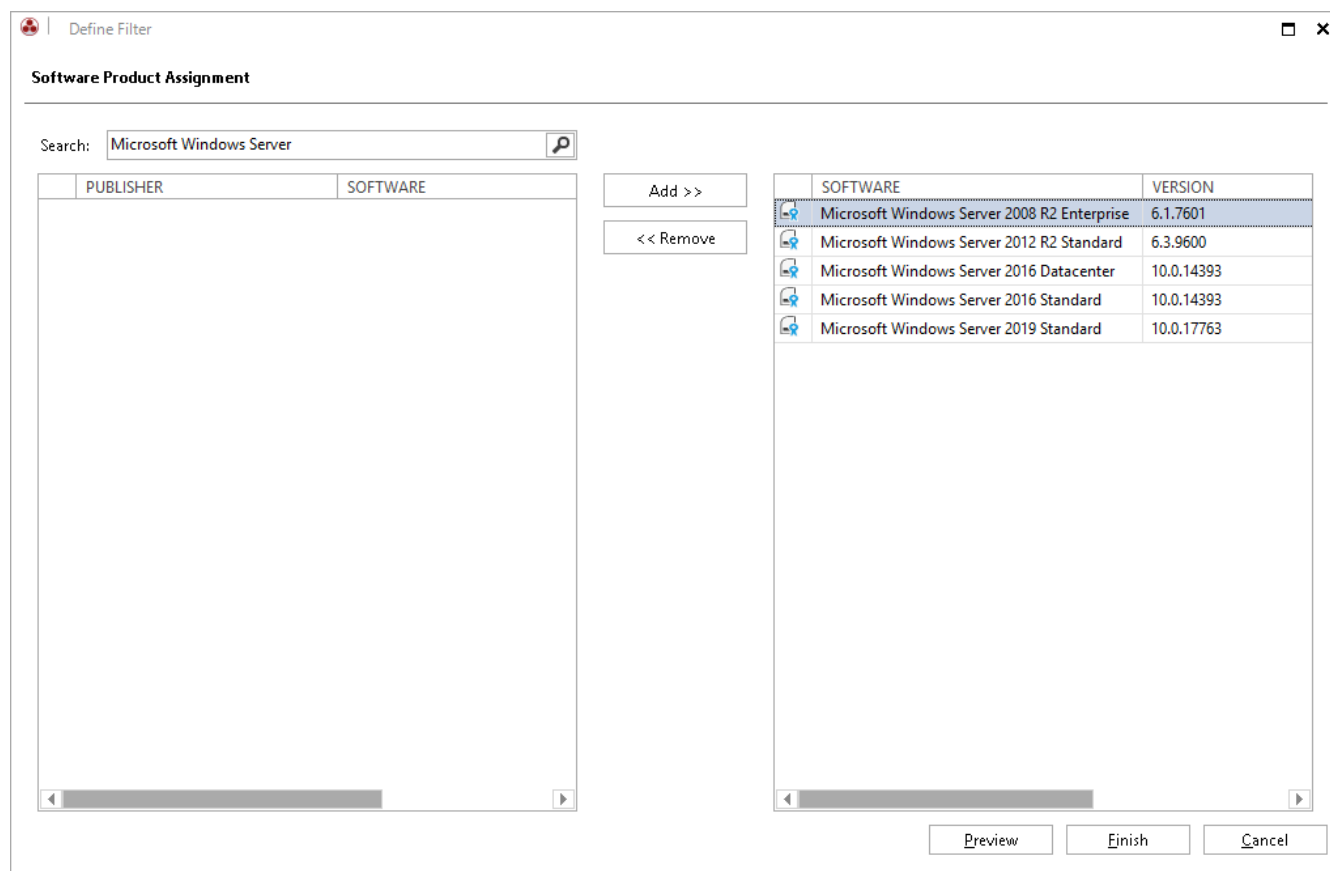 Define Filter
Software Product Assignment
Search: Microsoft Windows Server
PUBLISHER SOFTWARE
Add >>
<< Remove
SOFTWARE VERSION
Microsoft Windows Server 2008 R2 Enterprise 6.1.7601
Microsoft Windows Server 2012 R2 Standard 6.3.9600
Microsoft Windows Server 2016 Datacenter 10.0.14393
Microsoft Windows Server 2016 Standard 10.0.14393
Microsoft Windows Server 2019 Standard 10.0.17763
Preview Finish Cancel